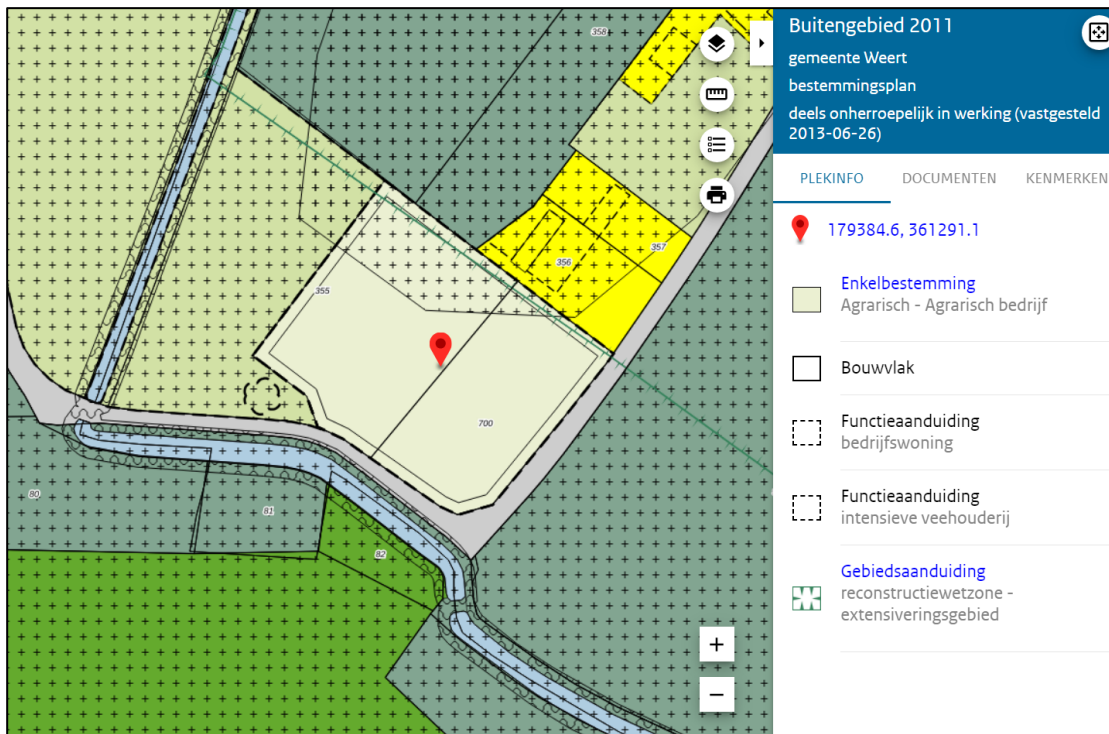 358
357
356
355
700
80
81
82
Buitengebied 2011
gemeente Weert
bestemmingsplan
deels onherroepelijk in werking (vastgesteld
2013-06-26)
PLEKINFO DOCUMENTEN KENMERKEN
179384.6, 361291.1
Enkelbestemming
Agrarisch - Agrarisch bedrijf
Bouwvlak
Functieaanduiding
bedrijfswoning
Functieaanduiding
intensieve veehouderij
Gebiedsaanduiding
reconstructiewetzone -
extensiveringsgebied